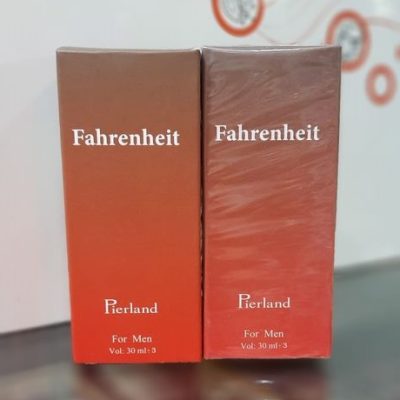 Fahrenheit
Pierland
For Men
Vol: 30 ml-3
Fahrenheit
Pierland
For Men
Vol: 30 ml-3